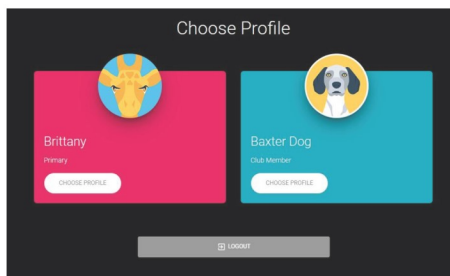 Choose Profile
Brittany
Primary
CHOOSE PROFILE
Baxter Dog
Club Member
CHOOSE PROFILE
LOGOUT